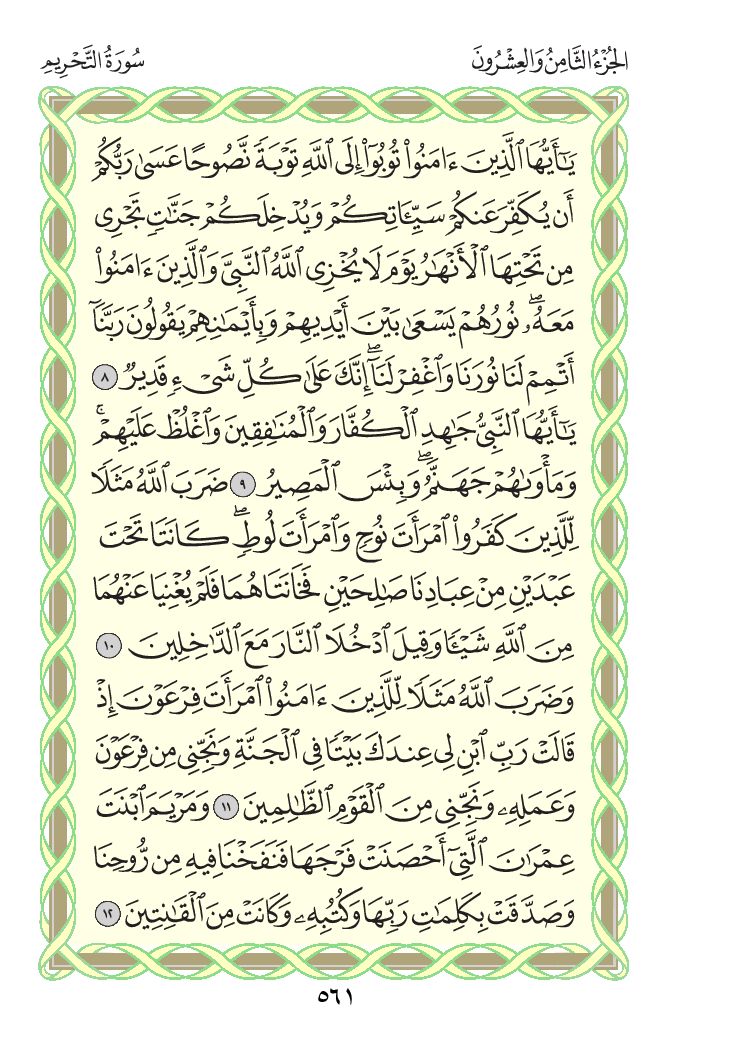 الجُزْءُ الثَّامِنُ وَالعِشْرُونَ
سُورَةُ التَّحْرِيمِ
يَـٰٓأَيُّهَا ٱلَّذِينَ ءَامَنُوا۟ تُوبُوٓا۟ إِلَى ٱللَّهِ تَوْبَةً نَّصُوحًا عَسَىٰ رَبُّكُمْ
أَن يُكَفِّرَ عَنكُمْ سَيِّـَٔاتِكُمْ وَيُدْخِلَكُمْ جَنَّـٰتٍ تَجْرِى
مِن تَحْتِهَا ٱلْأَنْهَـٰرُ يَوْمَ لَا يُخْزِى ٱللَّهُ ٱلنَّبِىَّ وَٱلَّذِينَ ءَامَنُوا۟
مَعَهُۥ ۖ نُورُهُمْ يَسْعَىٰ بَيْنَ أَيْدِيهِمْ وَبِأَيْمَـٰنِهِمْ يَقُولُونَ رَبَّنَآ
أَتْمِمْ لَنَا نُورَنَا وَٱغْفِرْ لَنَآ ۖ إِنَّكَ عَلَىٰ كُلِّ شَىْءٍ قَدِيرٌ ٨
يَـٰٓأَيُّهَا ٱلنَّبِىُّ جَـٰهِدِ ٱلْكُفَّارَ وَٱلْمُنَـٰفِقِينَ وَٱغْلُظْ عَلَيْهِمْ ۚ
وَمَأْوَىٰهُمْ جَهَنَّمُ ۖ وَبِئْسَ ٱلْمَصِيرُ ٩ ضَرَبَ ٱللَّهُ مَثَلًا
لِّلَّذِينَ كَفَرُوا۟ ٱمْرَأَتَ نُوحٍ وَٱمْرَأَتَ لُوطٍ ۖ كَانَتَا تَحْتَ
عَبْدَيْنِ مِنْ عِبَادِنَا صَـٰلِحَيْنِ فَخَانَتَاهُمَا فَلَمْ يُغْنِيَا عَنْهُمَا
مِنَ ٱللَّهِ شَيْـًٔا وَقِيلَ ٱدْخُلَا ٱلنَّارَ مَعَ ٱلدَّٰخِلِينَ ١٠
وَضَرَبَ ٱللَّهُ مَثَلًا لِّلَّذِينَ ءَامَنُوا۟ ٱمْرَأَتَ فِرْعَوْنَ إِذْ
قَالَتْ رَبِّ ٱبْنِ لِى عِندَكَ بَيْتًا فِى ٱلْجَنَّةِ وَنَجِّنِى مِن فِرْعَوْنَ
وَعَمَلِهِۦ وَنَجِّنِى مِنَ ٱلْقَوْمِ ٱلظَّـٰلِمِينَ ١١ وَمَرْيَمَ ٱبْنَتَ
عِمْرَٰنَ ٱلَّتِىٓ أَحْصَنَتْ فَرْجَهَا فَنَفَخْنَا فِيهِ مِن رُّوحِنَا
وَصَدَّقَتْ بِكَلِمَـٰتِ رَبِّهَا وَكُتُبِهِۦ وَكَانَتْ مِنَ ٱلْقَـٰنِتِينَ ١٢
٥٦١